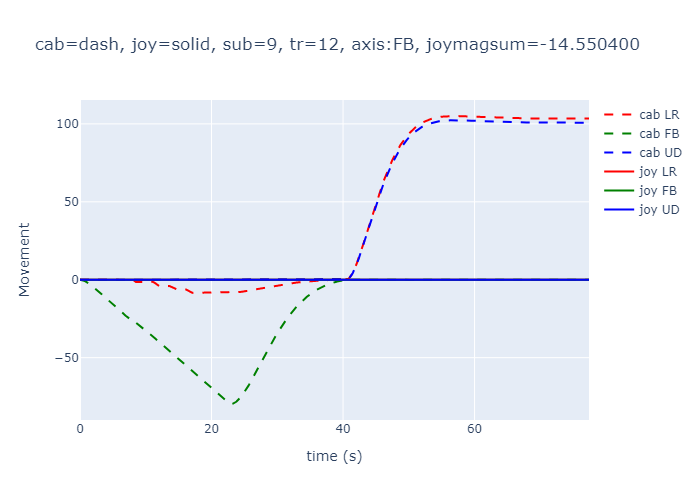 cab=dash, joy=solid, sub=9, tr=12, axis:FB, joymagsum=-14.550400
cab LR
cab FB
cab UD
joy LR
joy FB
joy UD
Movement
100
50
0
−50
0
20
40
60
time (s)